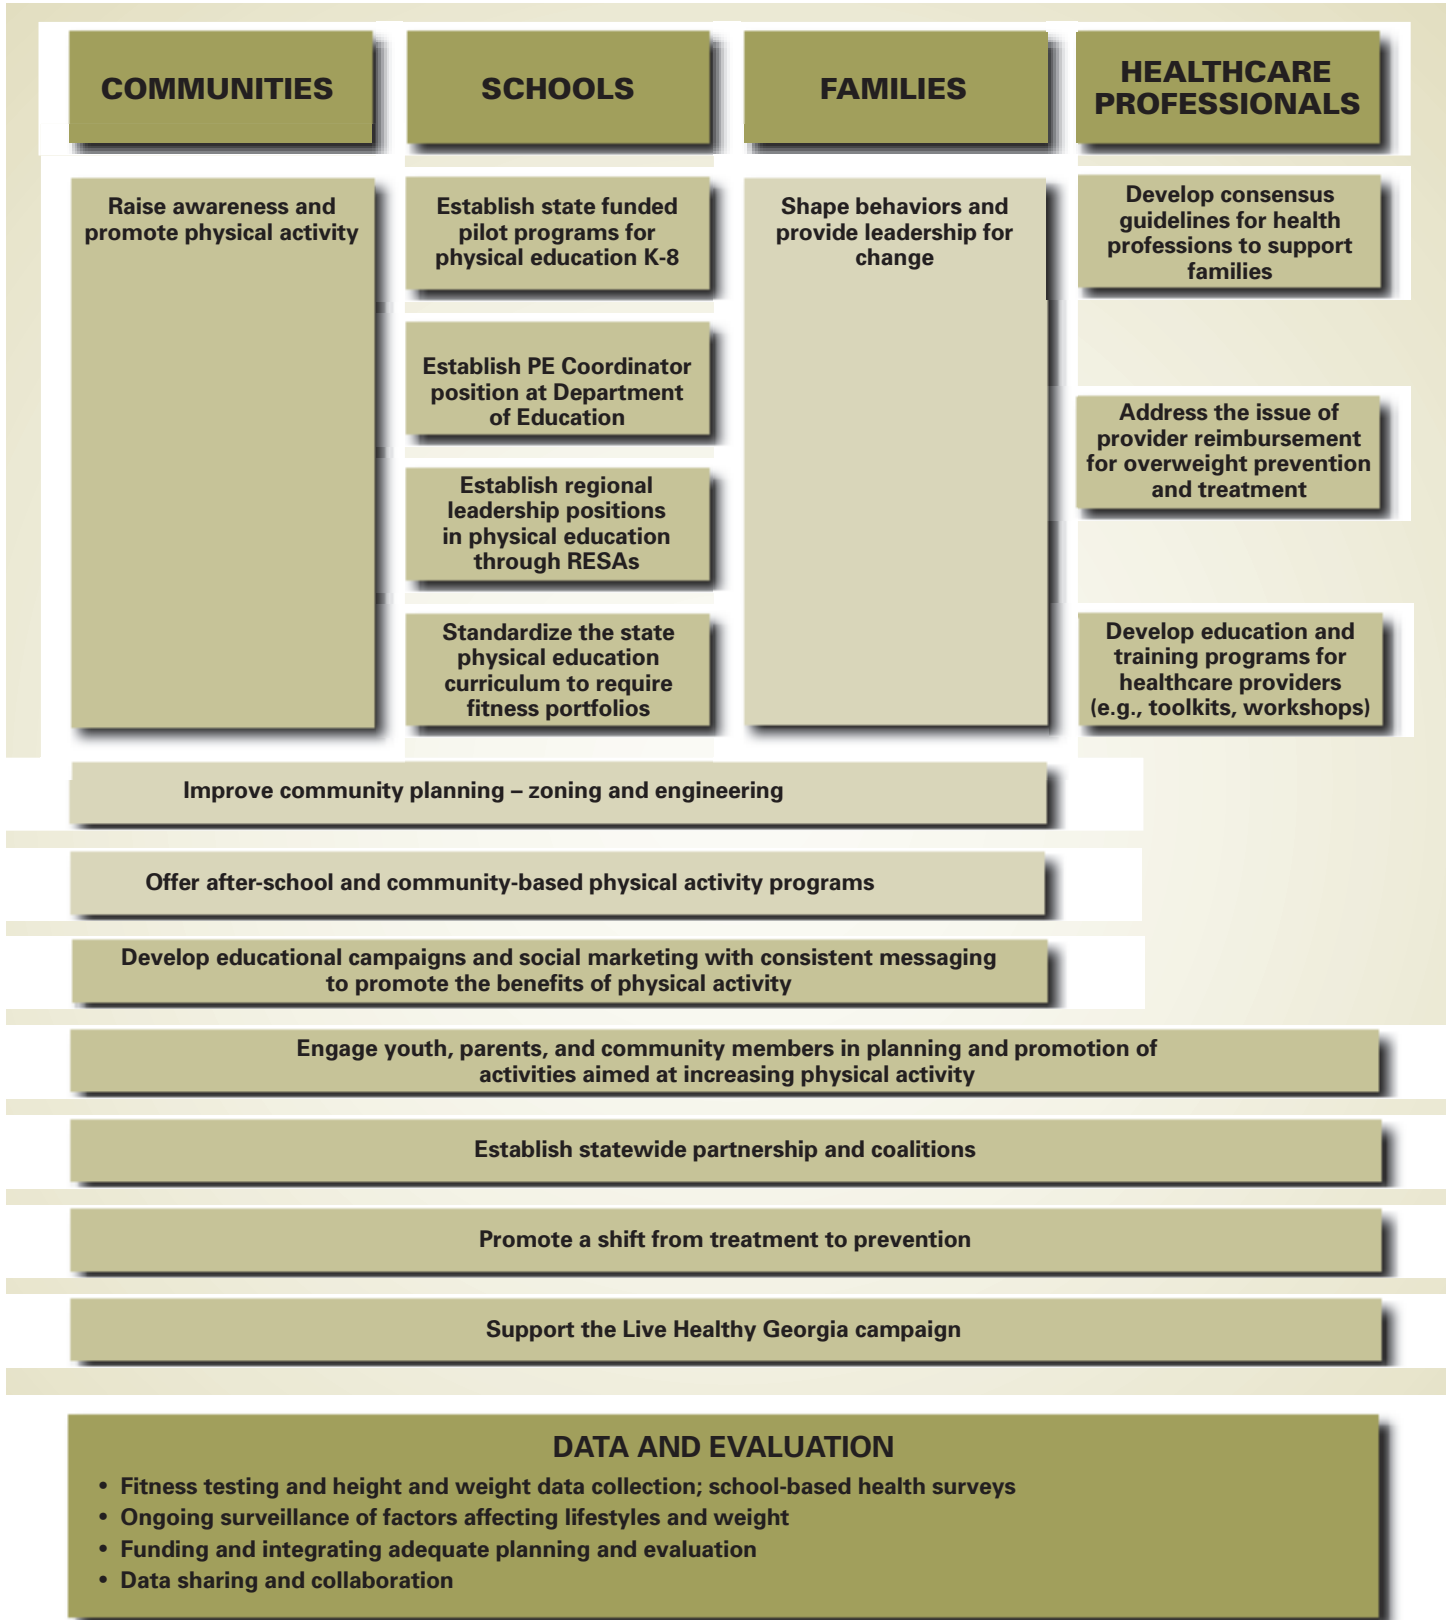 COMMUNITIES
SCHOOLS
FAMILIES
HEALTHCARE
PROFESSIONALS
Raise awareness and
promote physical activity
Establish state funded
pilot programs for
physical education K-8
Establish PE Coordinator
position at Department
of Education
Establish regional
leadership positions
in physical education
through RESAs
Standardize the state
physical education
curriculum to require
fitness portfolios
Shape behaviors and
provide leadership for
change
Develop consensus
guidelines for health
professions to support
families
Address the issue of
provider reimbursement
for overweight prevention
and treatment
Develop education and
training programs for
healthcare providers
(e.g., toolkits, workshops)
Improve community planning – zoning and engineering
Offer after-school and community-based physical activity programs
Develop educational campaigns and social marketing with consistent messaging
to promote the benefits of physical activity
Engage youth, parents, and community members in planning and promotion of
activities aimed at increasing physical activity
Establish statewide partnership and coalitions
Promote a shift from treatment to prevention
Support the Live Healthy Georgia campaign
DATA AND EVALUATION
• Fitness testing and height and weight data collection; school-based health surveys
• Ongoing surveillance of factors affecting lifestyles and weight
• Funding and integrating adequate planning and evaluation
• Data sharing and collaboration